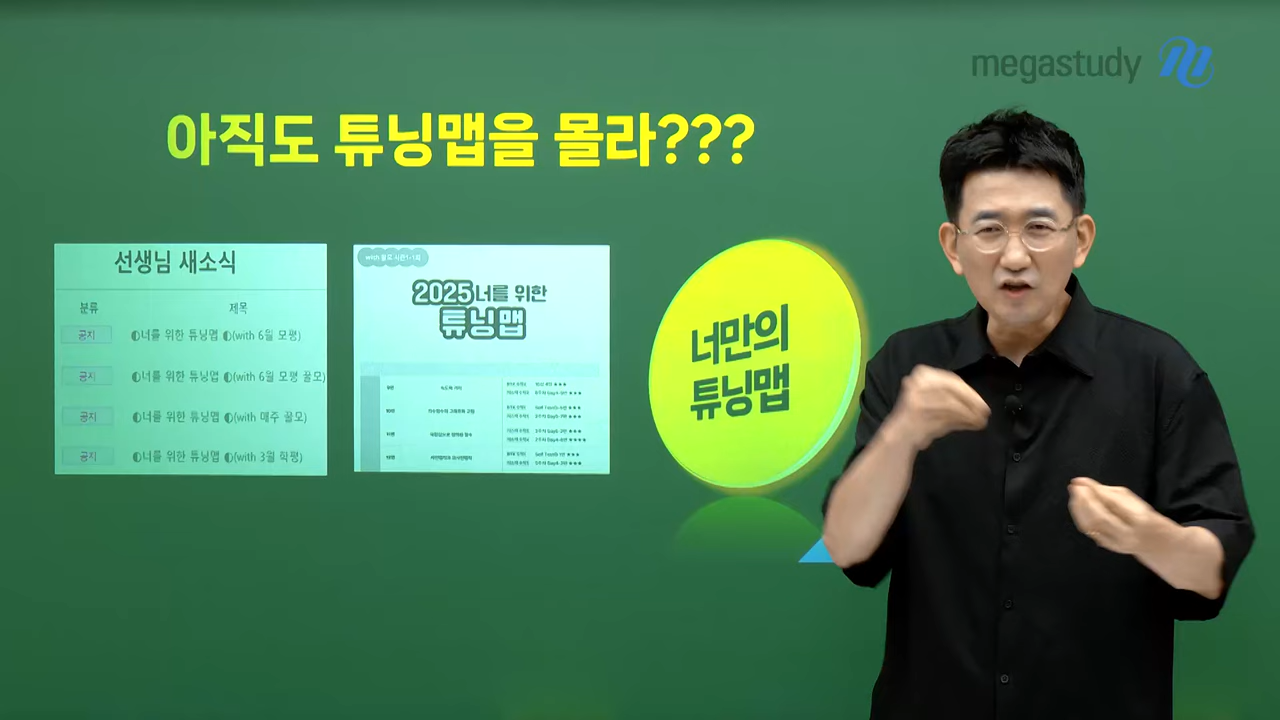 megastudy
아직도 튜닝맵을 몰라???
선생님 새소식
분류 제목
공지 ◐너를 위한 튜닝맵 ◐(with 6월 모평)
공지 ◐너를 위한 튜닝맵 ◐(with 6월 모평 꿀모)
공지 ◐너를 위한 튜닝맵 ◐(with 매주 꿀모)
공지 ◐너를 위한 튜닝맵 ◐(with 3월 학평)
2025 너를 위한
튜닝맵
너만의
튜닝맵